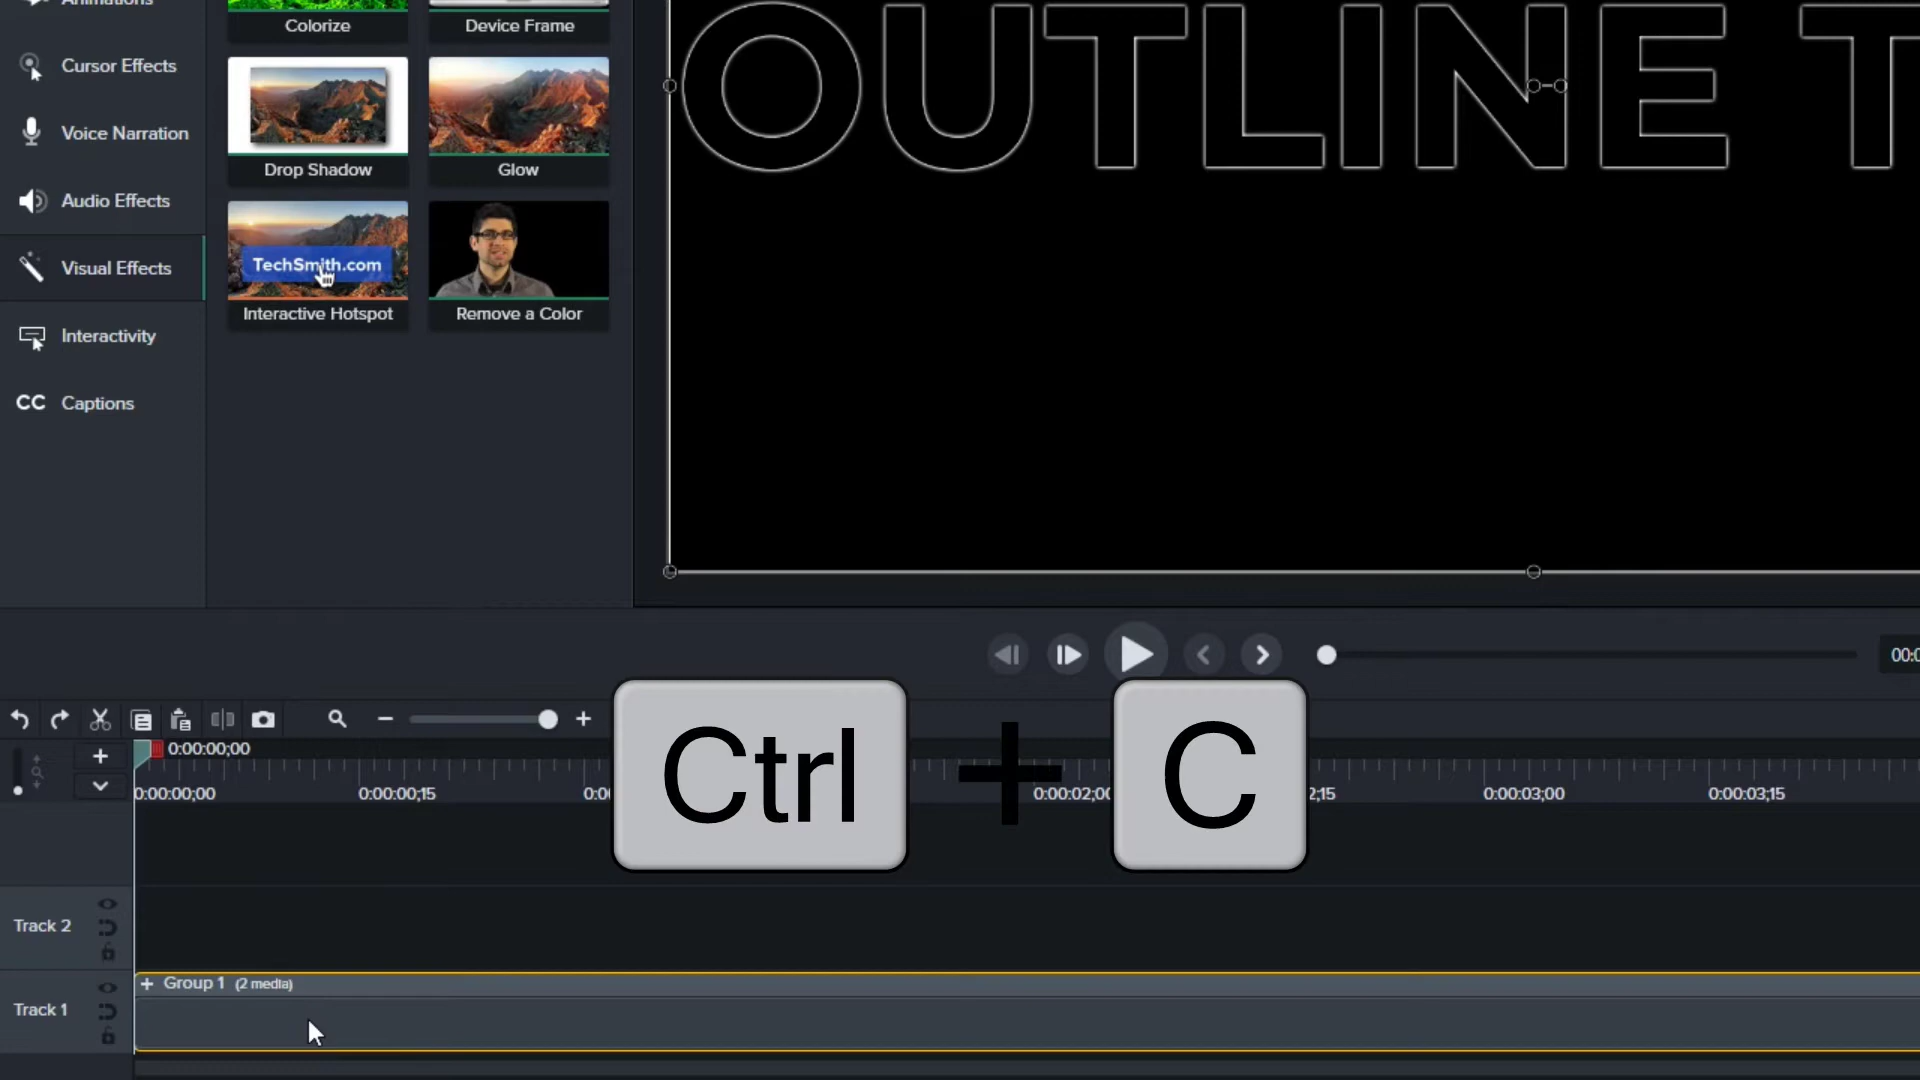 Animations
Colorize
Device Frame
OUTLINE T
Cursor Effects
Voice Narration
Drop Shadow
Glow
Audio Effects
Visual Effects
TechSmith.com
Interactive Hotspot
Remove a Color
Interactivity
CC Captions
00:0
0:00:00;00
0:00:00;00
0:00:00;15
0:00
0:00:02;00
2;15
0:00:03;00
0:00:03;15
Ctrl + C
Track 2
+ Group 1 (2 media)
Track 1